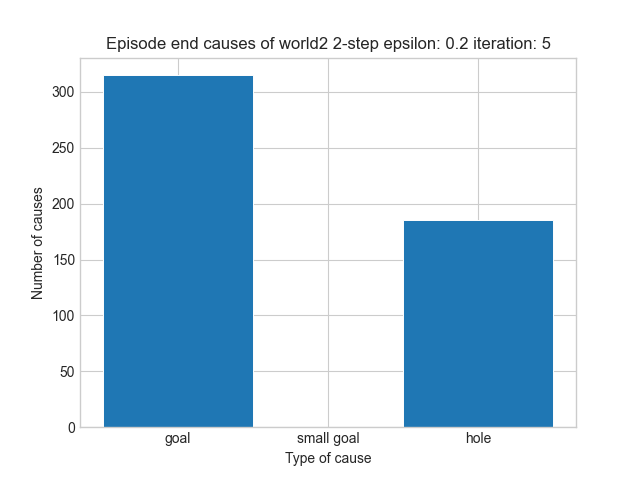 Episode end causes of world2 2-step epsilon: 0.2 iteration: 5
Number of causes
300
250
200
150
100
50
0
goal small goal hole
Type of cause